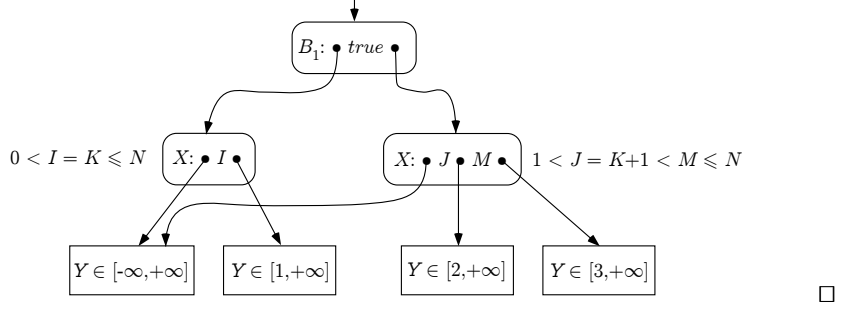 B₁: • true •
0 < I = K ⩽ N
X: • I •
X: • J • M •
1 < J = K+1 < M ⩽ N
Y ∈ [-∞,+∞]
Y ∈ [1,+∞]
Y ∈ [2,+∞]
Y ∈ [3,+∞]
□